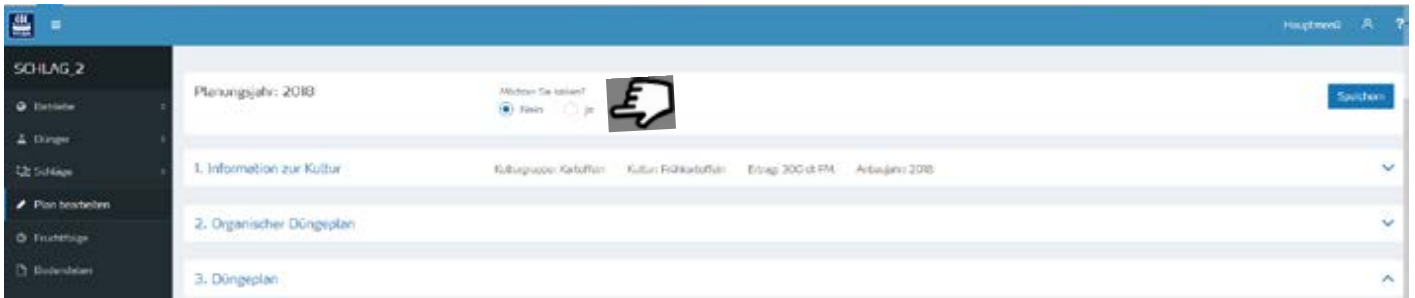 Hauptmenü ?
SCHLAG_2
Planungsjahr: 2018
Möchten Sie kalken?
Nein Ja
Speichern
Betriebe
Dünger
Schläge
Plan bearbeiten
Fruchtfolge
Bodendaten
1. Information zur Kultur
Kulturgruppe: Kartoffeln Kultur: Frühkartoffeln Ertrag: 300 dt FM Anbaujahr: 2018
2. Organischer Düngeplan
3. Düngeplan